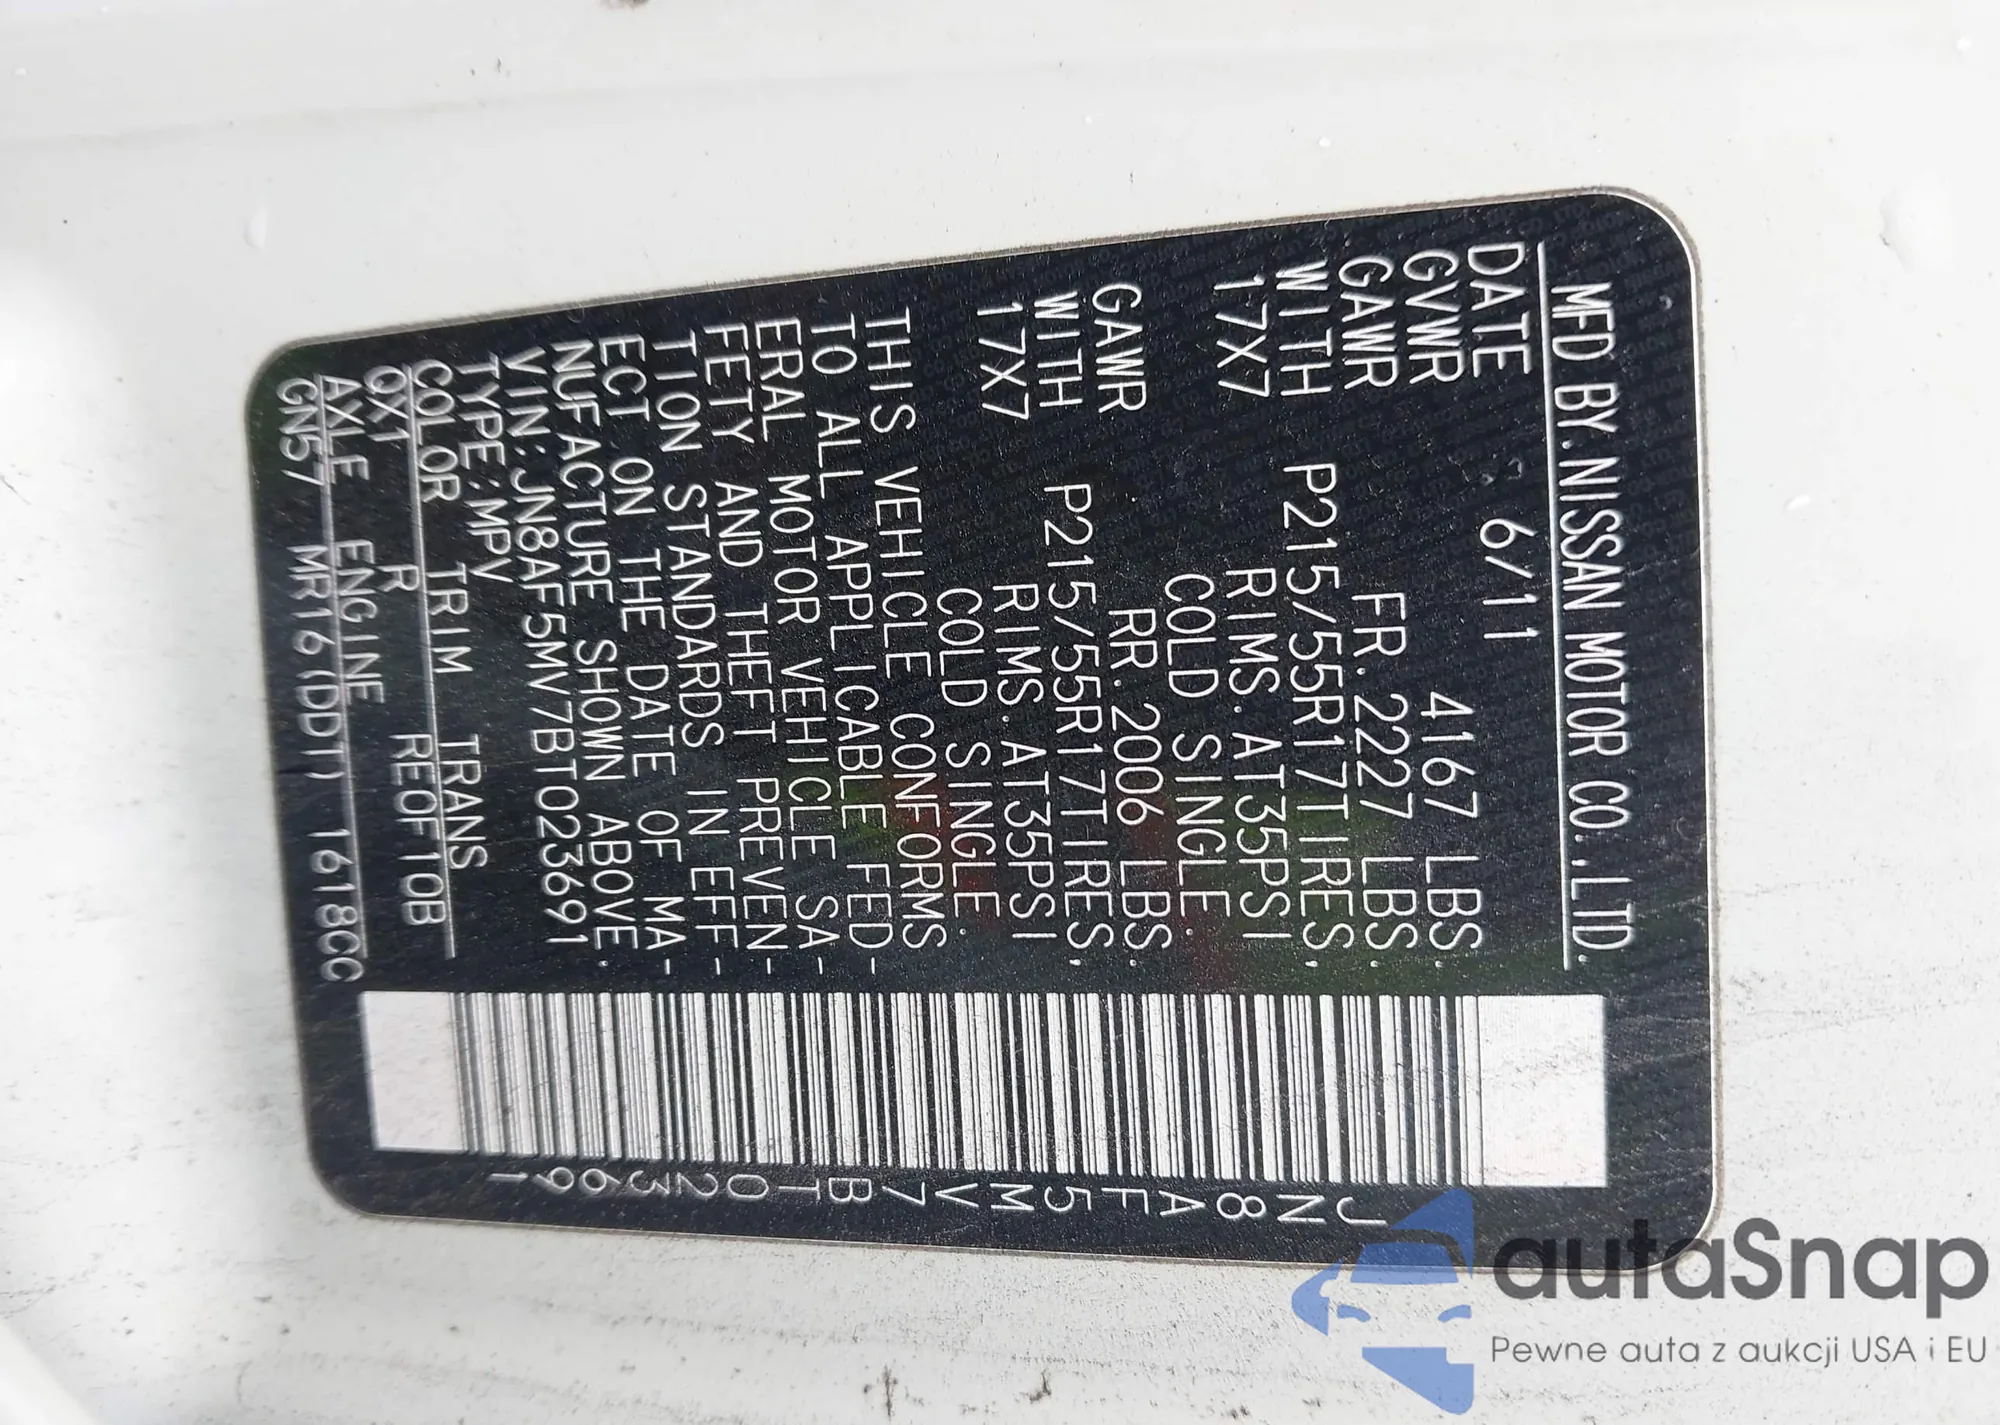 MFD BY.NISSAN MOTOR CO.,LTD.
DATE 6/11
GVWR 4167 LBS.
GAWR FR.2227 LBS.
WITH P215/55R17TIRES,
17X7 RIMS.AT35PSI
COLD SINGLE.
GAWR RR.2006 LBS.
WITH P215/55R17TIRES,
17X7 RIMS.AT35PSI
COLD SINGLE.
THIS VEHICLE CONFORMS
TO ALL APPLICABLE FED-
ERAL MOTOR VEHICLE SA-
FETY AND THEFT PREVEN-
TION STANDARDS IN EFF-
ECT ON THE DATE OF MA-
NUFACTURE SHOWN ABOVE.
VIN:JN8AF5MV7BT023691
TYPE:MPV
COLOR TRIM TRANS
QX1 R RE0F10B
AXLE ENGINE
GN57 MR16(DDT) 1618CC
JN8AF5MV7BT023691
autaSnap
Pewne auta z aukcji USA i EU